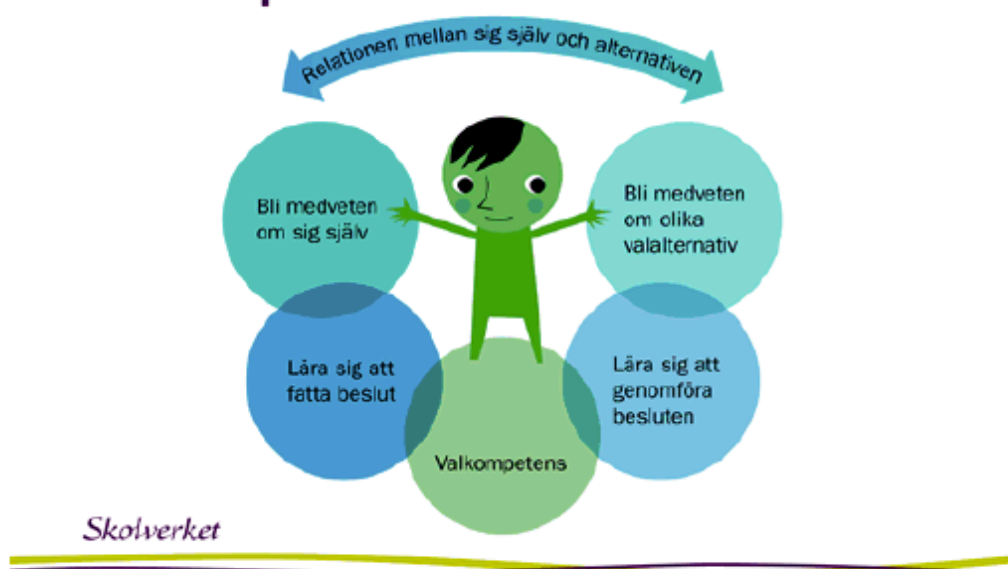 Relationen mellan sig själv och alternativen
Bli medveten
om sig själv
Bli medveten
om olika
valalternativ
Lära sig att
fatta beslut
Lära sig att
genomföra
besluten
Valkompetens
Skolverket